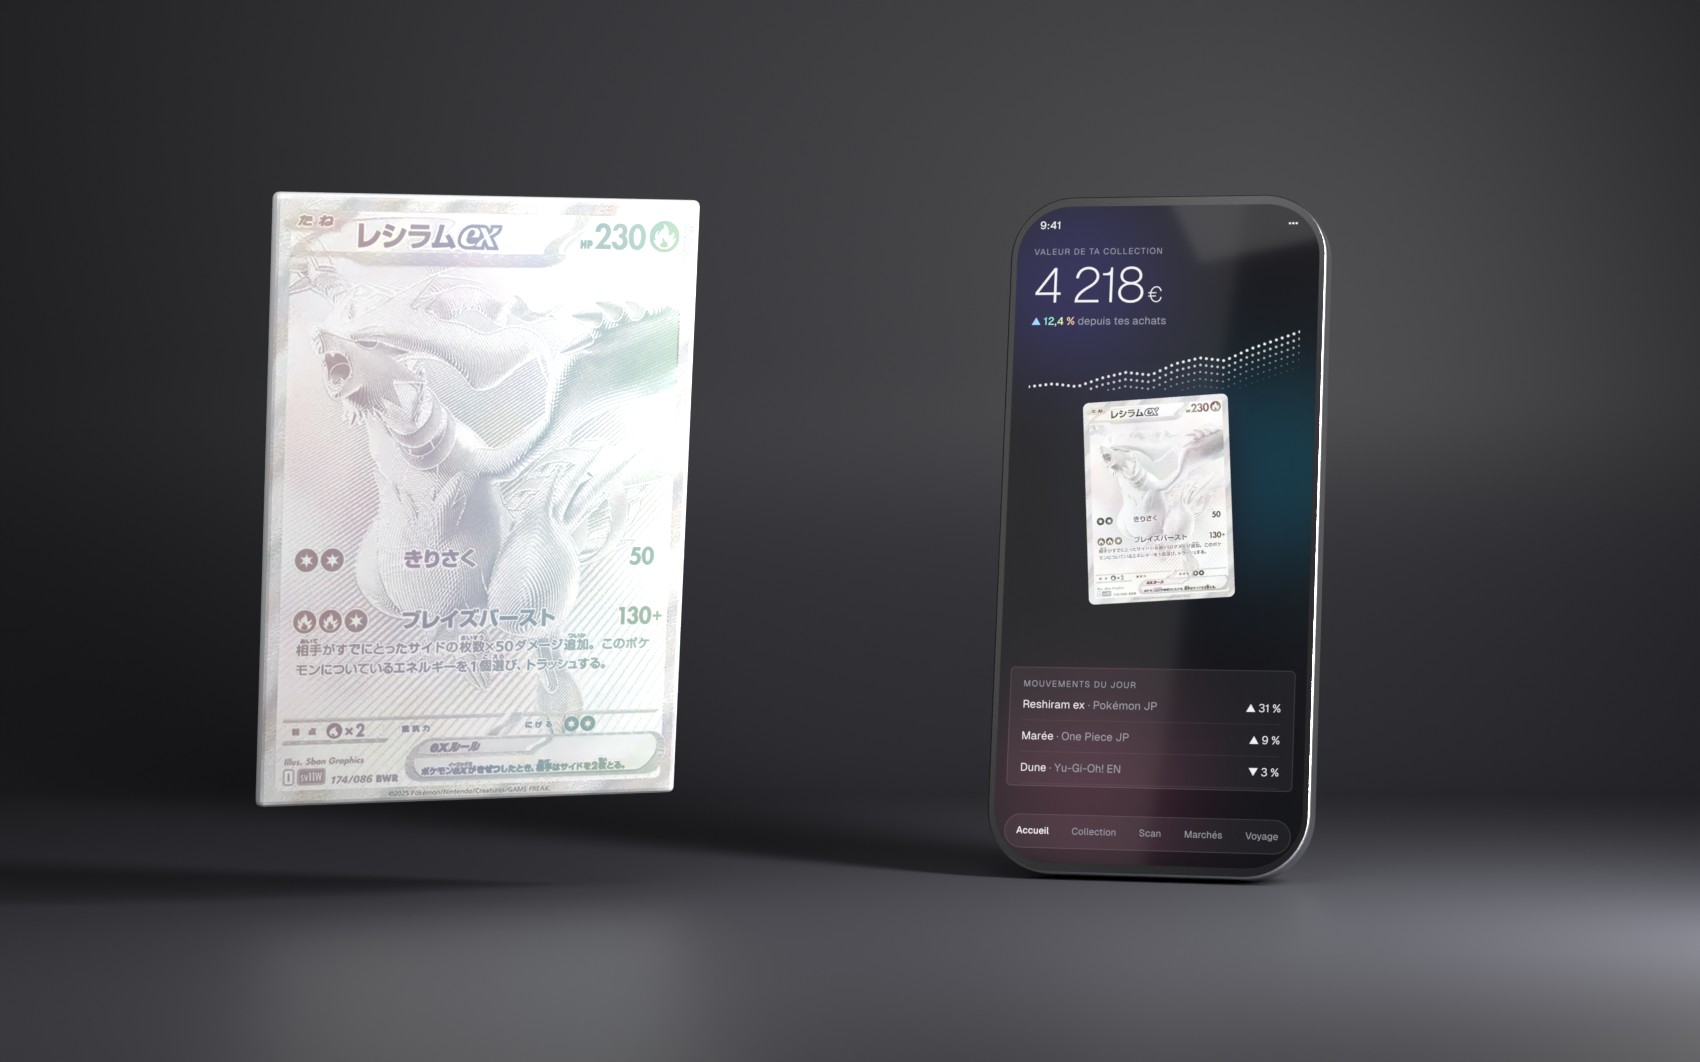 たね
レシラムex
HP230
きりさく
50
ブレイズバースト
130+
相手がすでにとったサイドの枚数×50ダメージ追加。このポケ
モンについているエネルギーを1個選び、トラッシュする。
弱点
×2
抵抗力
にげる
exルール
ポケモンexがきぜつしたとき、相手はサイドを2枚とる。
Illus. 5ban Graphics
I
sv11W
174/086 BWR
©2025 Pokémon/Nintendo/Creatures/GAME FREAK.
9:41
VALEUR DE TA COLLECTION
4 218€
▲ 12,4 % depuis tes achats
レシラムex
230
きりさく
50
ブレイズバースト
130+
MOUVEMENTS DU JOUR
Reshiram ex · Pokémon JP ▲ 31 %
Marée · One Piece JP ▲ 9 %
Dune · Yu-Gi-Oh! EN ▼ 3 %
Accueil Collection Scan Marchés Voyage